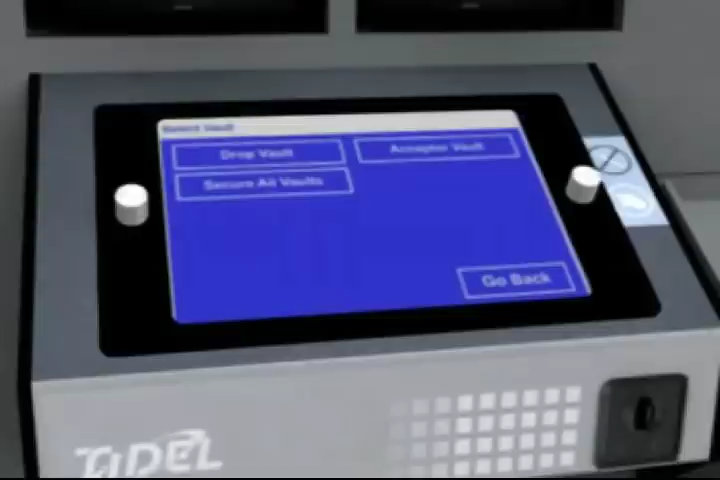 Select Vault
Drop Vault
Acceptor Vault
Secure All Vaults
Go Back
TIDEL